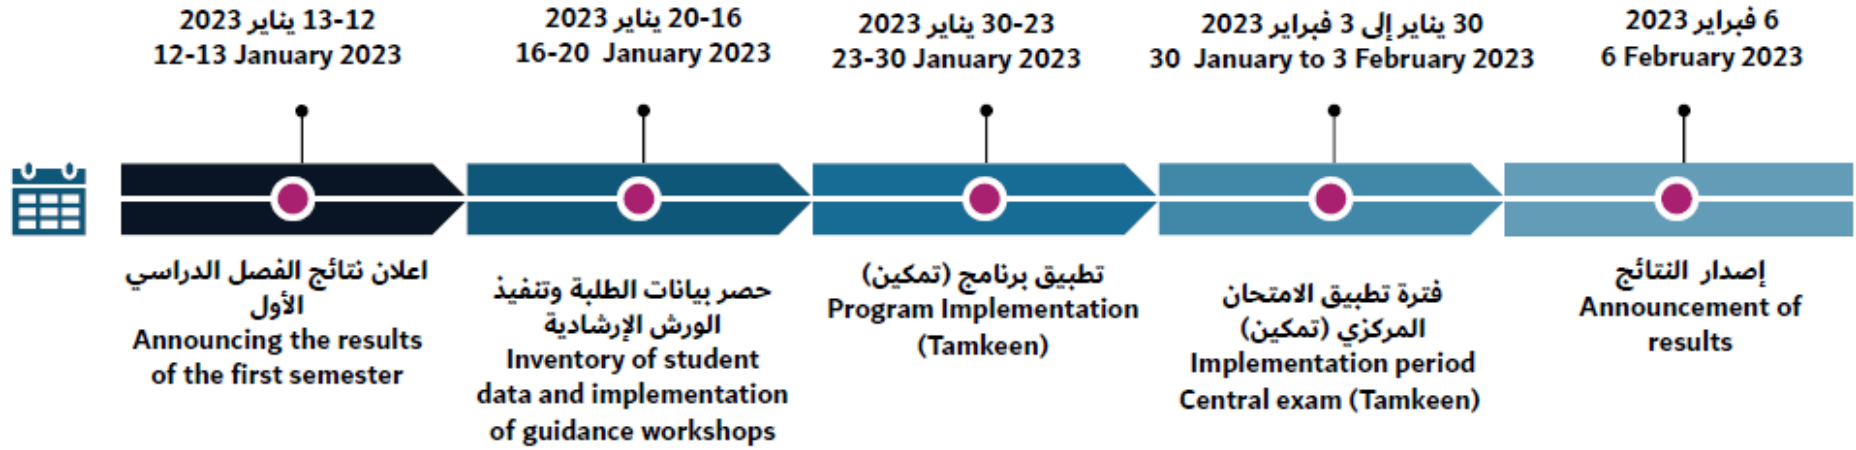 13-12 يناير 2023
12-13 January 2023
20-16 يناير 2023
16-20 January 2023
30-23 يناير 2023
23-30 January 2023
30 يناير إلى 3 فبراير 2023
30 January to 3 February 2023
6 فبراير 2023
6 February 2023
اعلان نتائج الفصل الدراسي
الأول
Announcing the results
of the first semester
حصر بيانات الطلبة وتنفيذ
الورش الإرشادية
Inventory of student
data and implementation
of guidance workshops
تطبيق برنامج (تمكين)
Program Implementation
(Tamkeen)
فترة تطبيق الامتحان
المركزي (تمكين)
Implementation period
Central exam (Tamkeen)
إصدار النتائج
Announcement of
results